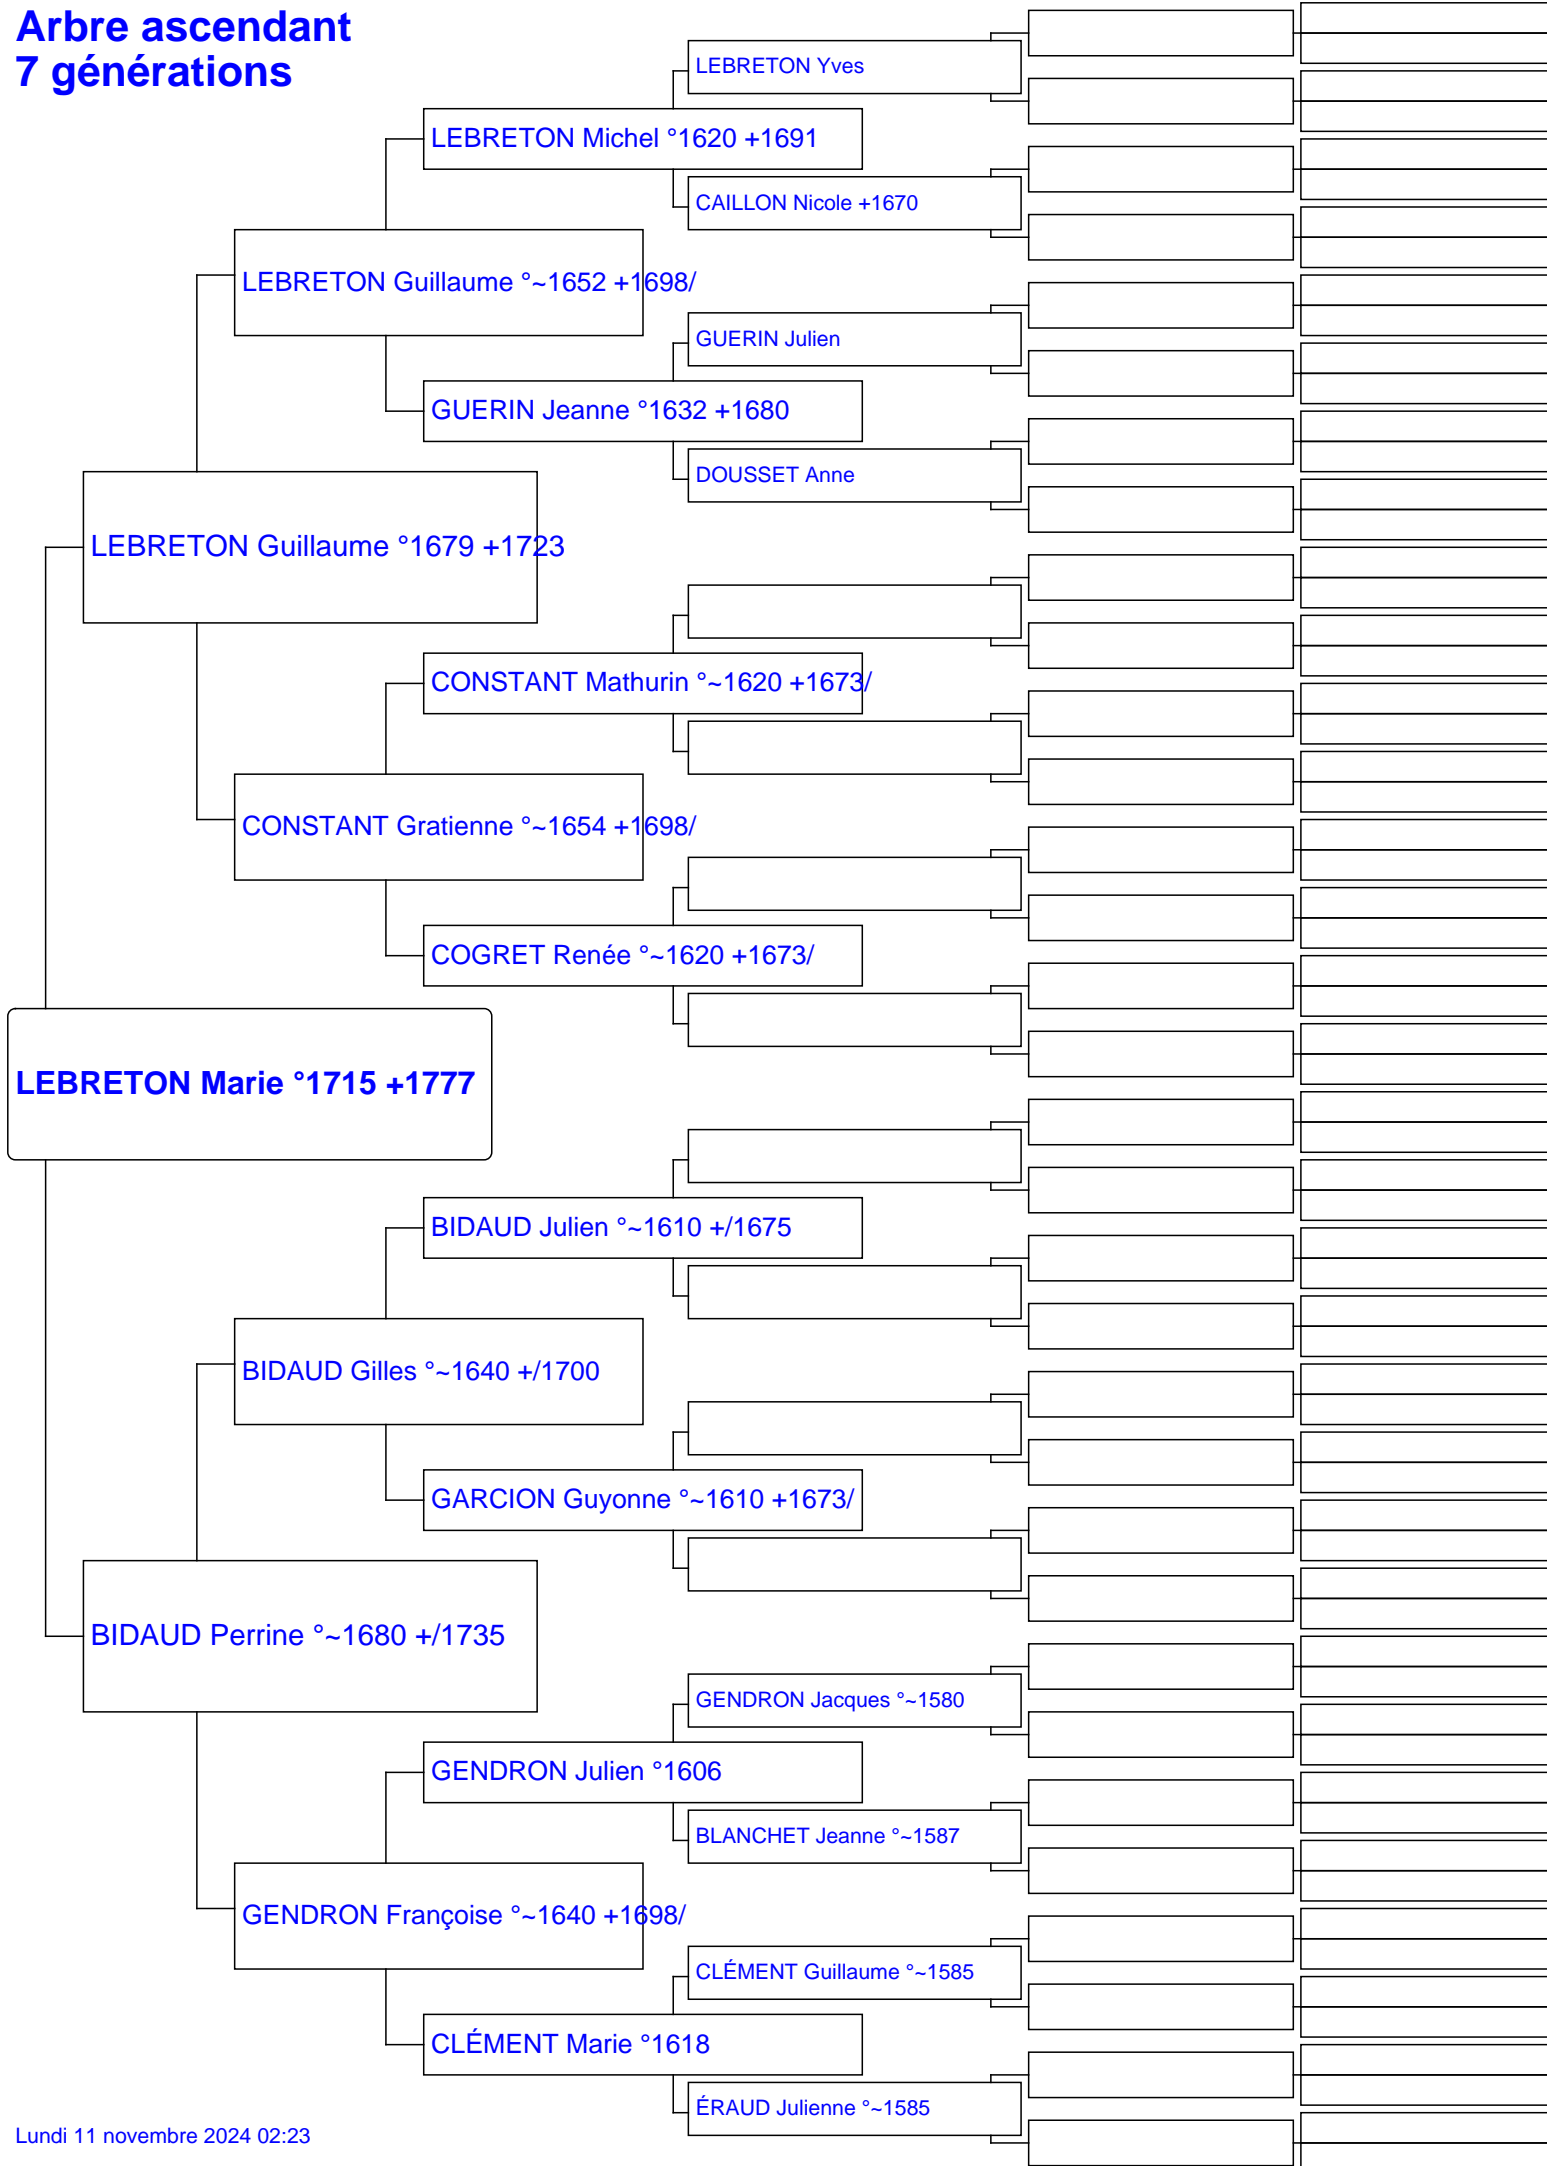 Arbre ascendant
7 générations
LEBRETON Yves
LEBRETON Michel °1620 +1691
CAILLON Nicole +1670
LEBRETON Guillaume °~1652 +1698/
GUERIN Julien
GUERIN Jeanne °1632 +1680
DOUSSET Anne
LEBRETON Guillaume °1679 +1723
CONSTANT Mathurin °~1620 +1673/
CONSTANT Gratienne °~1654 +1698/
COGRET Renée °~1620 +1673/
LEBRETON Marie °1715 +1777
BIDAUD Julien °~1610 +/1675
BIDAUD Gilles °~1640 +/1700
GARCION Guyonne °~1610 +1673/
BIDAUD Perrine °~1680 +/1735
GENDRON Jacques °~1580
GENDRON Julien °1606
BLANCHET Jeanne °~1587
GENDRON Françoise °~1640 +1698/
CLÉMENT Guillaume °~1585
CLÉMENT Marie °1618
ÉRAUD Julienne °~1585
Lundi 11 novembre 2024 02:23